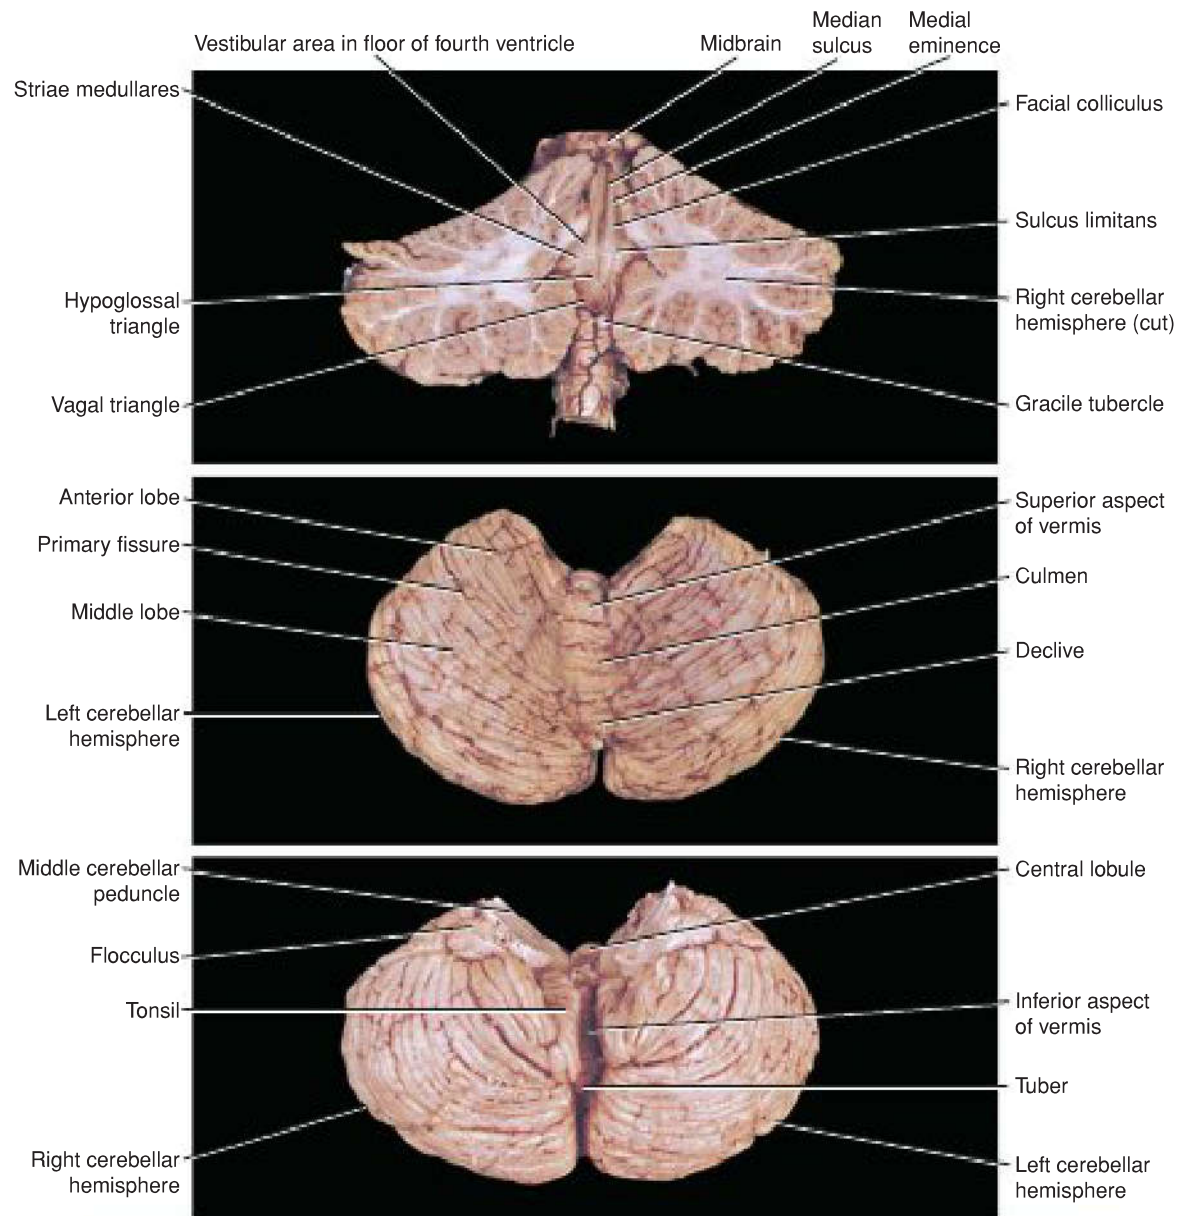 Vestibular area in floor of fourth ventricle
Midbrain
Median
sulcus
Medial
eminence
Striae medullares
Facial colliculus
Sulcus limitans
Hypoglossal
triangle
Right cerebellar
hemisphere (cut)
Vagal triangle
Gracile tubercle
Anterior lobe
Superior aspect
of vermis
Primary fissure
Culmen
Middle lobe
Declive
Left cerebellar
hemisphere
Right cerebellar
hemisphere
Middle cerebellar
peduncle
Central lobule
Flocculus
Tonsil
Inferior aspect
of vermis
Tuber
Right cerebellar
hemisphere
Left cerebellar
hemisphere